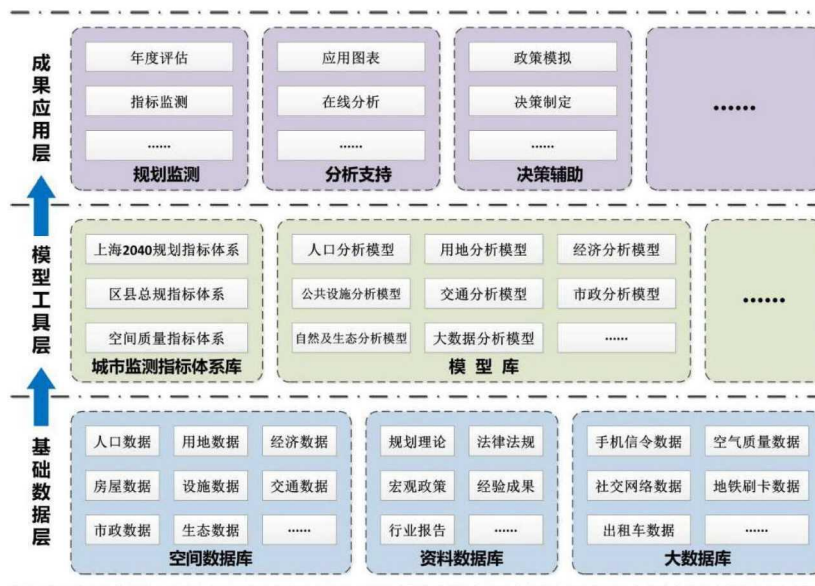 成果应用层
年度评估
指标监测
......
规划监测
应用图表
在线分析
......
分析支持
政策模拟
决策制定
......
决策辅助
......
模型工具层
上海2040规划指标体系
区县总规指标体系
空间质量指标体系
城市监测指标体系库
人口分析模型 用地分析模型 经济分析模型
公共设施分析模型 交通分析模型 市政分析模型
自然及生态分析模型 大数据分析模型 ......
模型库
......
基础数据层
人口数据 用地数据 经济数据
房屋数据 设施数据 交通数据
市政数据 生态数据 ......
空间数据库
规划理论 法律法规
宏观政策 经验成果
行业报告 ......
资料数据库
手机信令数据 空气质量数据
社交网络数据 地铁刷卡数据
出租车数据 ......
大数据库